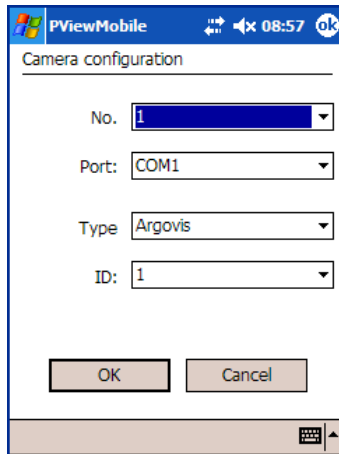 PViewMobile 08:57 ok
Camera configuration
No. 1
Port: COM1
Type Argovis
ID: 1
OK Cancel